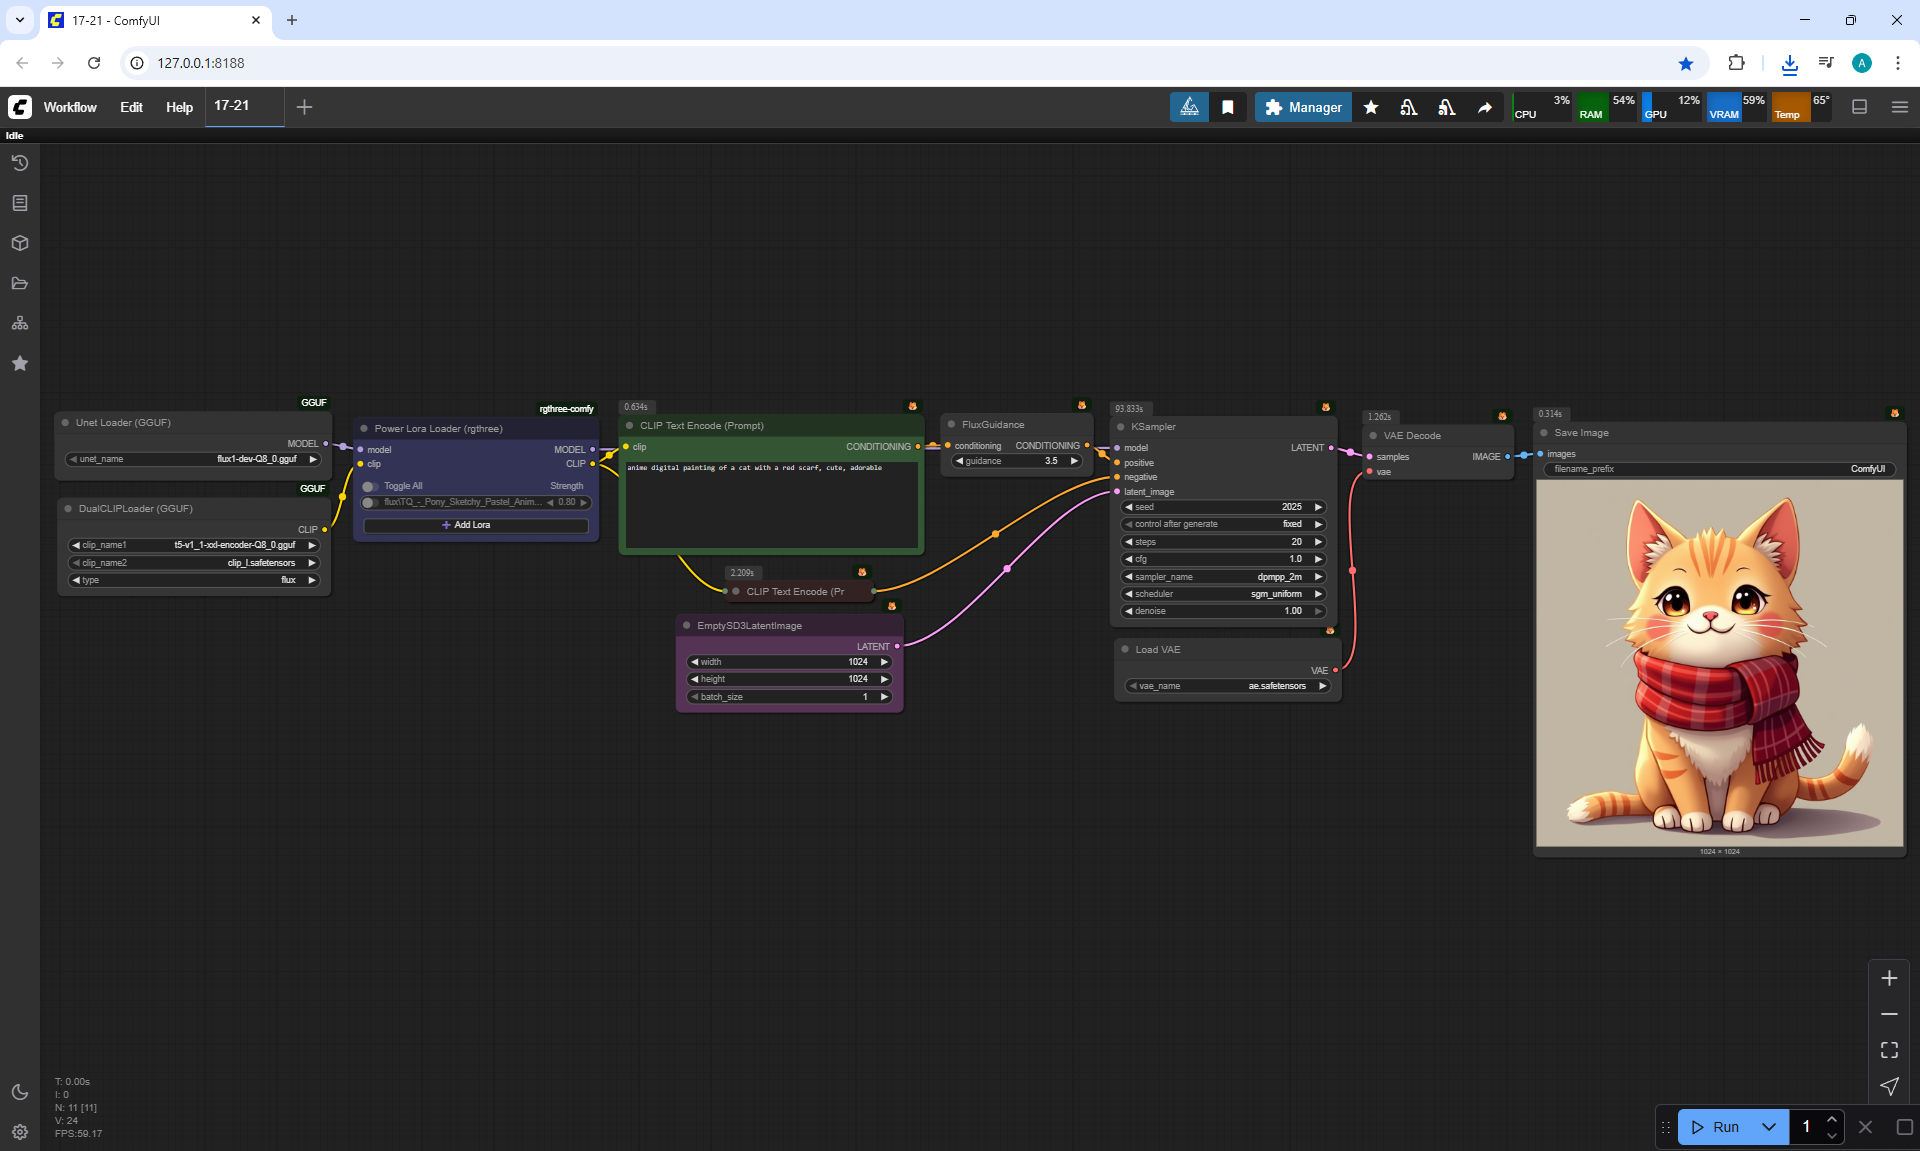 17-21 - ComfyUI
127.0.0.1:8188
A
Workflow
Edit
Help
17-21
Manager
CPU
3%
RAM
54%
GPU
12%
VRAM
59%
Temp
65°
Idle
GGUF
Unet Loader (GGUF)
MODEL
unet_name
flux1-dev-Q8_0.gguf
GGUF
DualCLIPLoader (GGUF)
CLIP
clip_name1
t5-v1_1-xxl-encoder-Q8_0.gguf
clip_name2
clip_l.safetensors
type
flux
rgthree-comfy
Power Lora Loader (rgthree)
model
MODEL
clip
CLIP
Toggle All
Strength
flux\TQ_-_Pony_Sketchy_Pastel_Anim...
0.80
Add Lora
0.634s
CLIP Text Encode (Prompt)
clip
CONDITIONING
anime digital painting of a cat with a red scarf, cute, adorable
2.209s
CLIP Text Encode (Pr
EmptySD3LatentImage
LATENT
width
1024
height
1024
batch_size
1
FluxGuidance
conditioning
CONDITIONING
guidance
3.5
93.833s
KSampler
model
LATENT
positive
negative
latent_image
seed
2025
control after generate
fixed
steps
20
cfg
1.0
sampler_name
dpmpp_2m
scheduler
sgm_uniform
denoise
1.00
Load VAE
VAE
vae_name
ae.safetensors
1.262s
VAE Decode
samples
IMAGE
vae
0.314s
Save Image
images
filename_prefix
ComfyUI
1024 × 1024
T: 0.00s
I: 0
N: 11 [11]
V: 24
FPS:59.17
Run
1